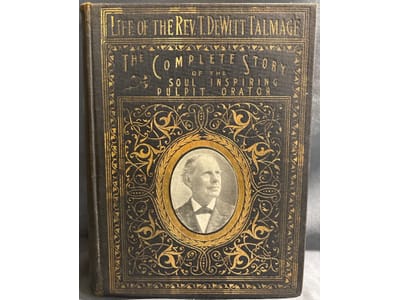 LIFE OF THE REV. T. DEWITT TALMAGE
THE COMPLETE STORY
OF THE
SOUL INSPIRING
PULPIT ORATOR